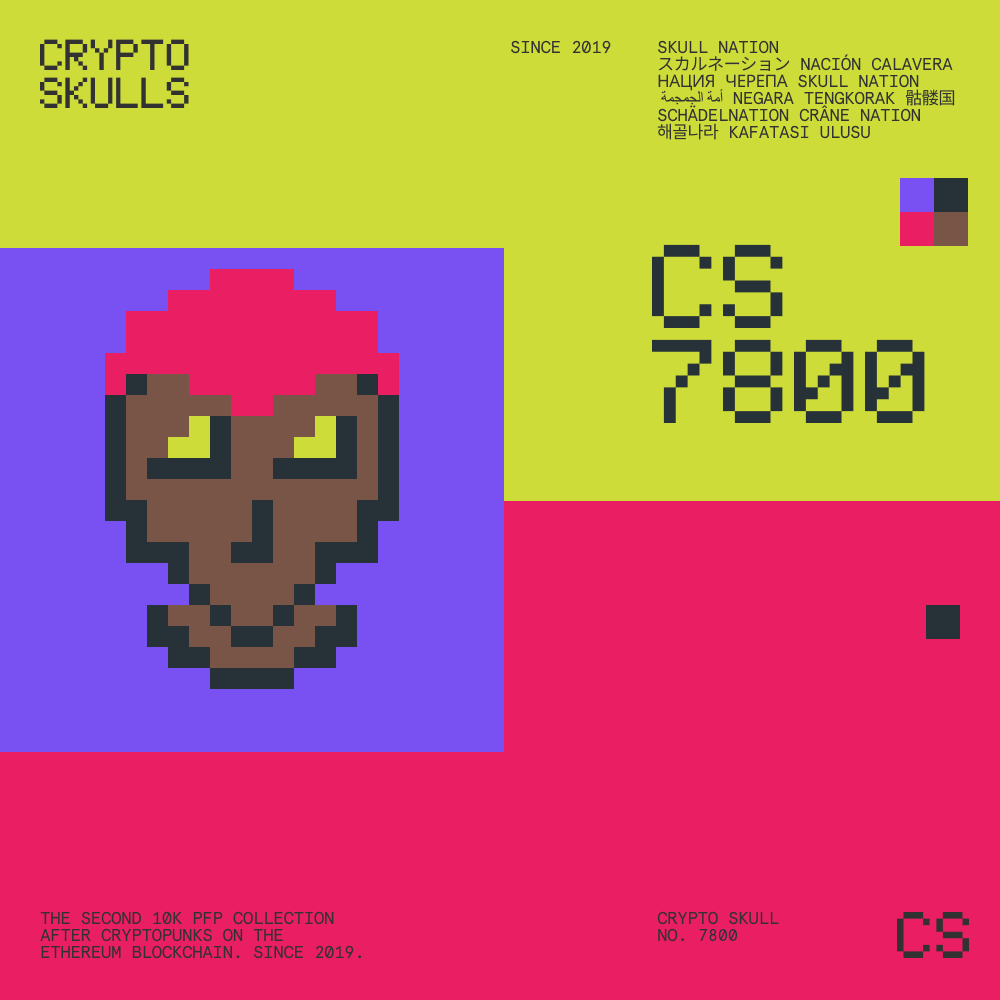 CRYPTO
SKULLS
SINCE 2019
SKULL NATION
スカルネーション NACIÓN CALAVERA
НАЦИЯ ЧЕРЕПА SKULL NATION
أمة الجمجمة NEGARA TENGKORAK 骷髅国
SCHÄDELNATION CRÂNE NATION
해골나라 KAFATASI ULUSU
CS
7800
THE SECOND 10K PFP COLLECTION
AFTER CRYPTOPUNKS ON THE
ETHEREUM BLOCKCHAIN. SINCE 2019.
CRYPTO SKULL
NO. 7800
CS